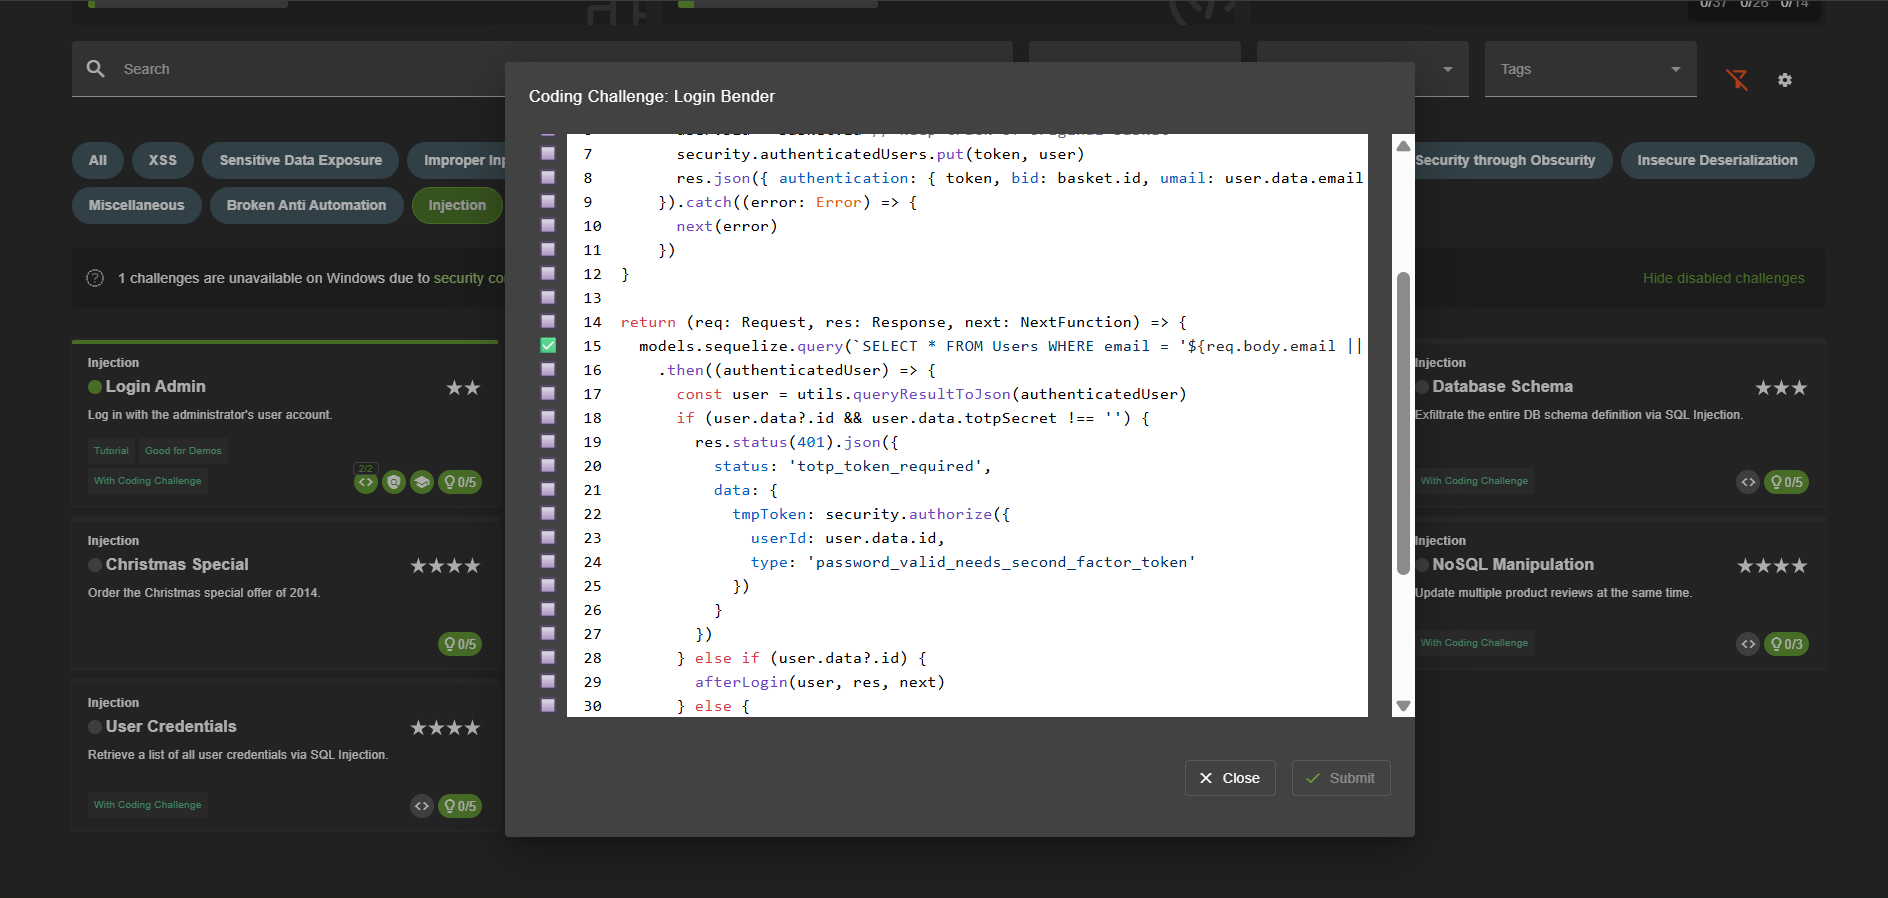 0/37 0/26 0/14
Search
Tags
Coding Challenge: Login Bender
All
XSS
Sensitive Data Exposure
Improper Inp
Security through Obscurity
Insecure Deserialization
Miscellaneous
Broken Anti Automation
Injection
1 challenges are unavailable on Windows due to security co
Hide disabled challenges
7 security.authenticatedUsers.put(token, user)
8 res.json({ authentication: { token, bid: basket.id, umail: user.data.email
9 }).catch((error: Error) => {
10 next(error)
11 })
12 }
13
14 return (req: Request, res: Response, next: NextFunction) => {
15 models.sequelize.query(`SELECT * FROM Users WHERE email = '${req.body.email ||
16 .then((authenticatedUser) => {
17 const user = utils.queryResultToJson(authenticatedUser)
18 if (user.data?.id && user.data.totpSecret !== '') {
19 res.status(401).json({
20 status: 'totp_token_required',
21 data: {
22 tmpToken: security.authorize({
23 userId: user.data.id,
24 type: 'password_valid_needs_second_factor_token'
25 })
26 }
27 })
28 } else if (user.data?.id) {
29 afterLogin(user, res, next)
30 } else {
Close
Submit
Injection
Login Admin
Log in with the administrator's user account.
Tutorial
Good for Demos
With Coding Challenge
2/2
0/5
Injection
Database Schema
Exfiltrate the entire DB schema definition via SQL Injection.
With Coding Challenge
0/5
Injection
Christmas Special
Order the Christmas special offer of 2014.
0/5
Injection
NoSQL Manipulation
Update multiple product reviews at the same time.
With Coding Challenge
0/3
Injection
User Credentials
Retrieve a list of all user credentials via SQL Injection.
With Coding Challenge
0/5